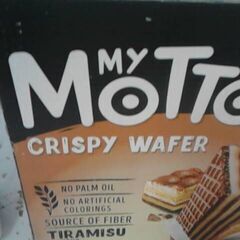 MY
MOTTO
CRISPY WAFER
NO PALM OIL
NO ARTIFICIAL
COLORINGS
SOURCE OF FIBER
TIRAMISU